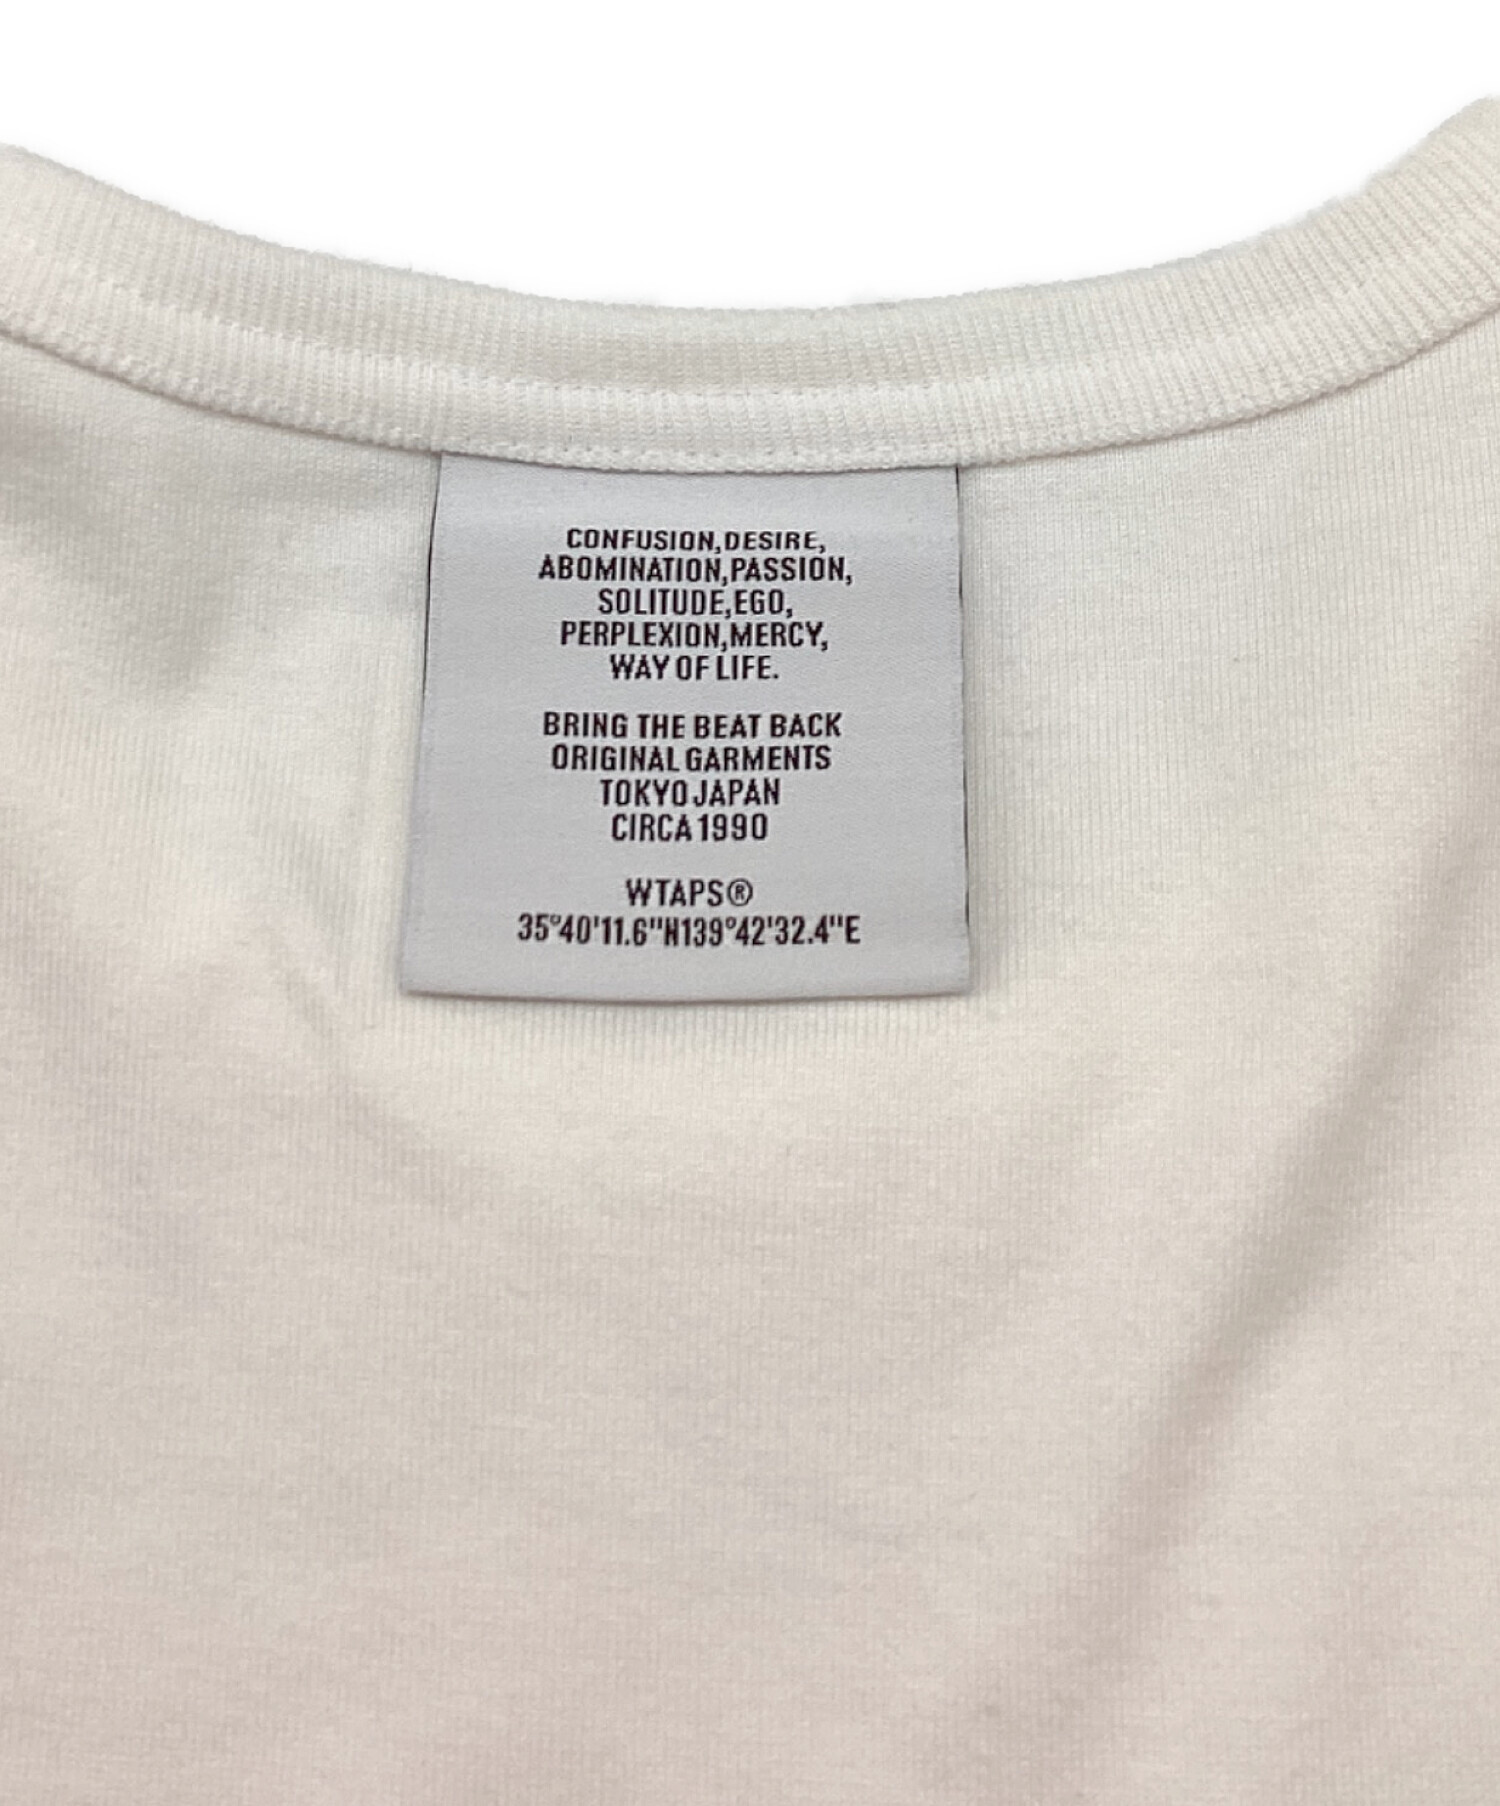 CONFUSION,DESIRE,
ABOMINATION,PASSION,
SOLITUDE,EGO,
PERPLEXION,MERCY,
WAY OF LIFE.
BRING THE BEAT BACK
ORIGINAL GARMENTS
TOKYO JAPAN
CIRCA 1990
WTAPS®
35°40'11.6"N139°42'32.4"E